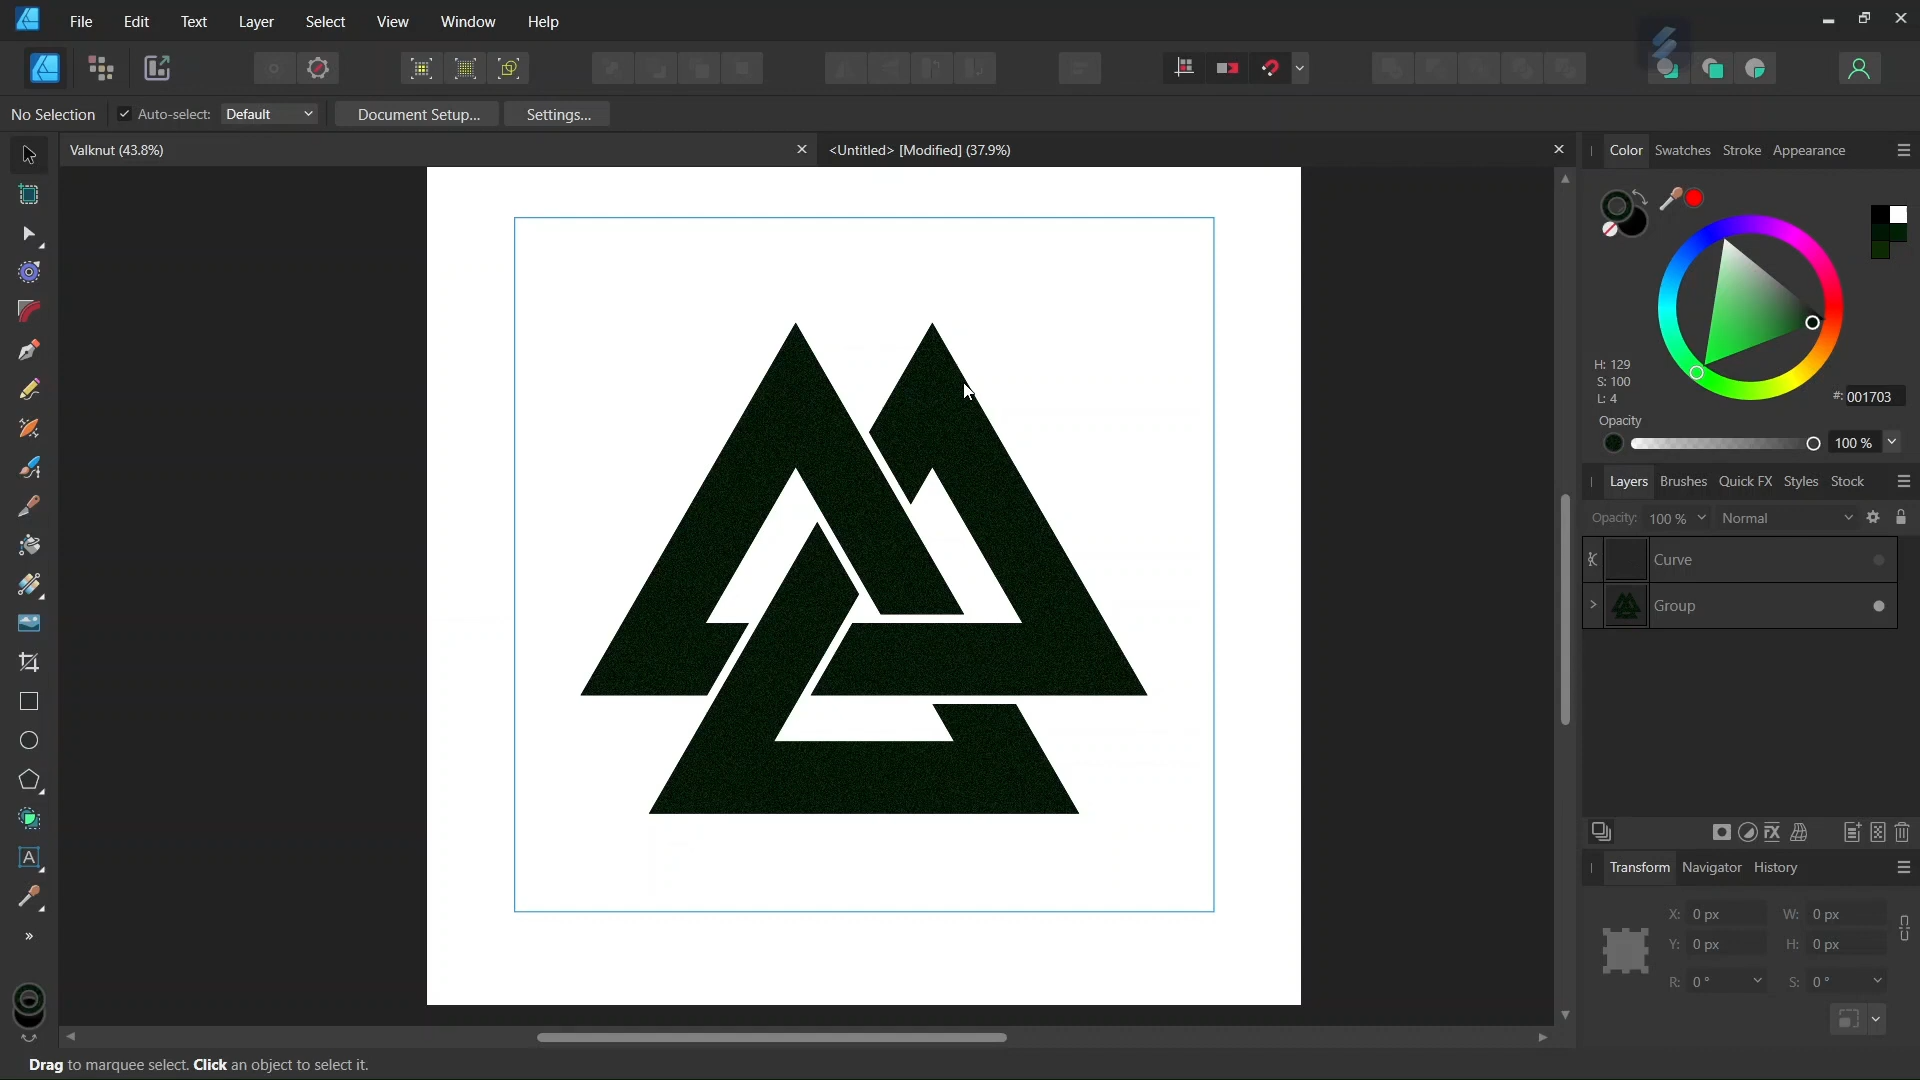 File Edit Text Layer Select View Window Help
No Selection Auto-select: Default Document Setup... Settings...
Valknut (43.8%)
<Untitled> [Modified] (37.9%)
Color Swatches Stroke Appearance
H: 129
S: 100
L: 4
#: 001703
Opacity
100 %
Layers Brushes Quick FX Styles Stock
Opacity: 100 % Normal
Curve
Group
FX
Transform Navigator History
X: 0 px W: 0 px
Y: 0 px H: 0 px
R: 0 ° S: 0 °
A
Drag to marquee select. Click an object to select it.